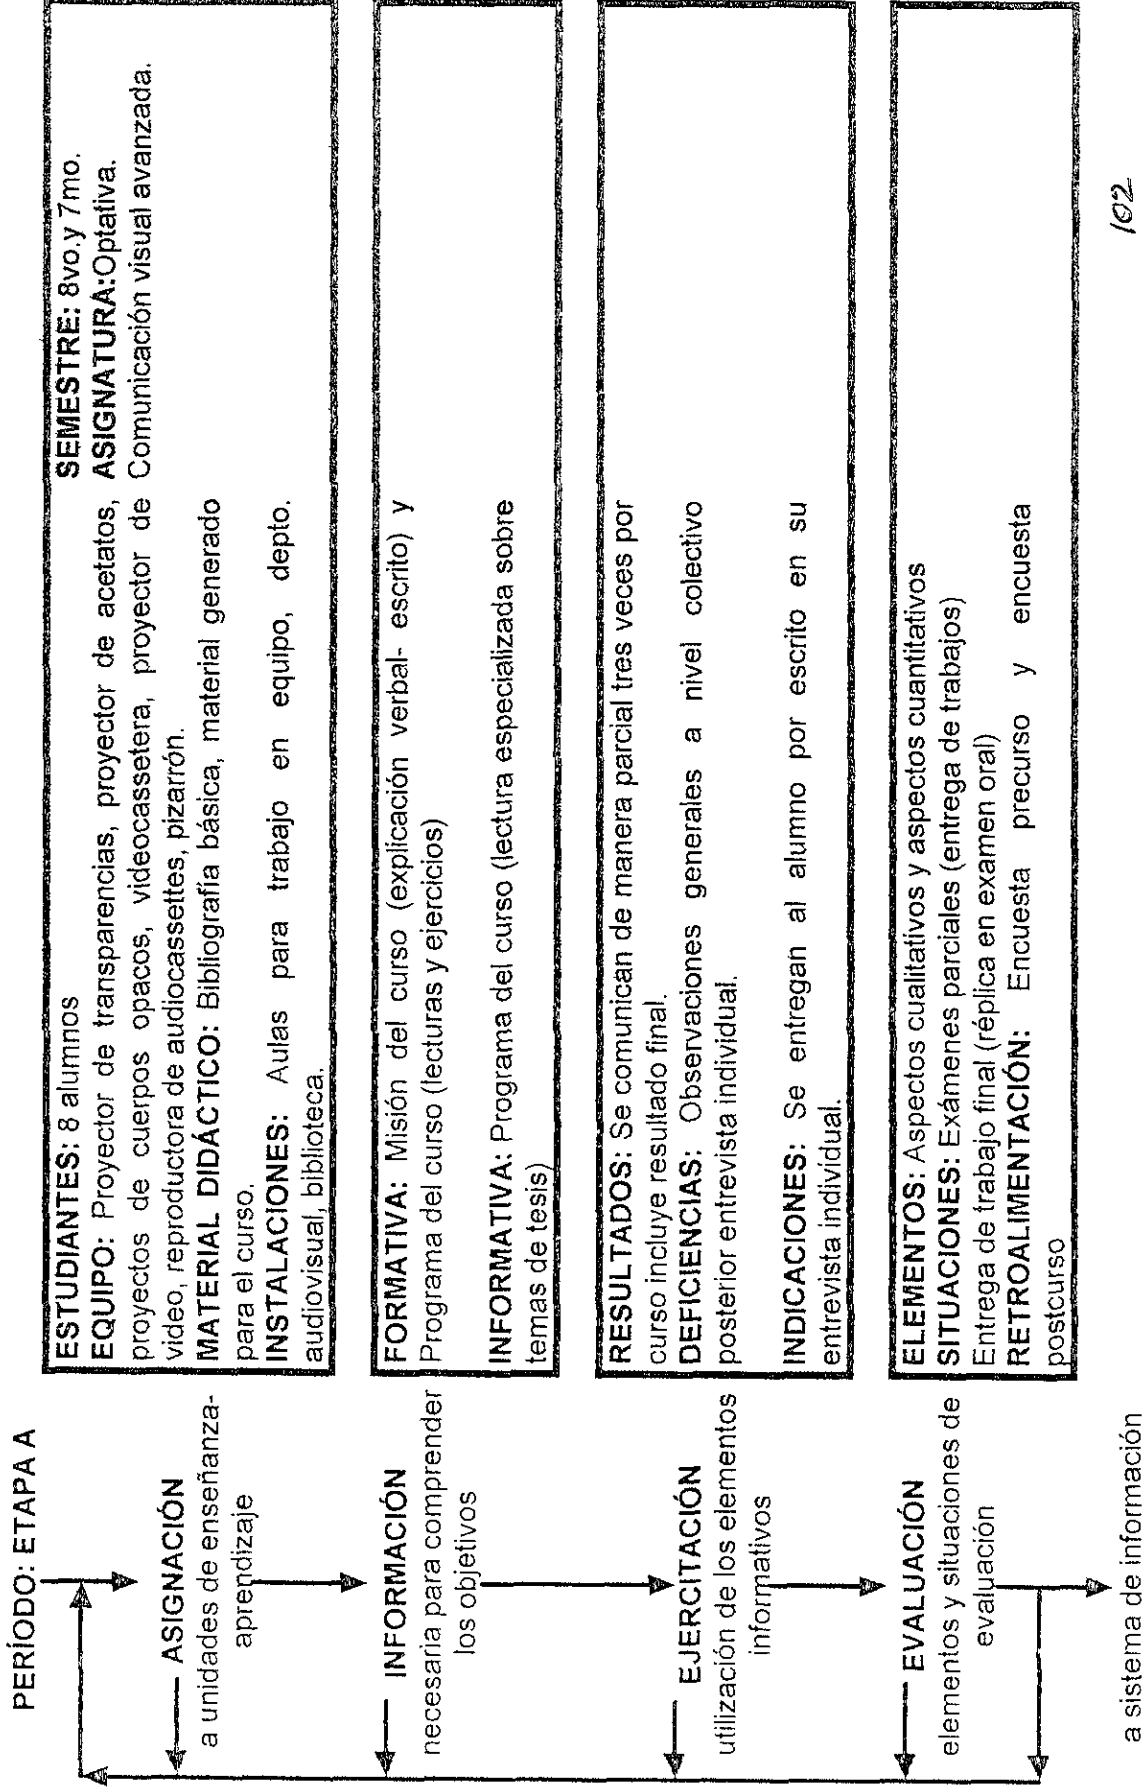 PERÍODO: ETAPA A
ASIGNACIÓN
a unidades de enseñanza-
aprendizaje
ESTUDIANTES: 8 alumnos
EQUIPO: Proyector de transparencias, proyector de acetatos,
proyectos de cuerpos opacos, videocassetera, proyector de
video, reproductora de audiocassettes, pizarrón.
MATERIAL DIDÁCTICO: Bibliografía básica, material generado
para el curso.
INSTALACIONES: Aulas para trabajo en equipo, depto.
audiovisual, biblioteca.
SEMESTRE: 8vo.y 7mo.
ASIGNATURA:Optativa.
Comunicación visual avanzada.
INFORMACIÓN
necesaria para comprender
los objetivos
FORMATIVA: Misión del curso (explicación verbal- escrito) y
Programa del curso (lecturas y ejercicios)
INFORMATIVA: Programa del curso (lectura especializada sobre
temas de tesis)
EJERCITACIÓN
utilización de los elementos
informativos
RESULTADOS: Se comunican de manera parcial tres veces por
curso incluye resultado final.
DEFICIENCIAS: Observaciones generales a nivel colectivo
posterior entrevista individual.
INDICACIONES: Se entregan al alumno por escrito en su
entrevista individual.
EVALUACIÓN
elementos y situaciones de
evaluación
ELEMENTOS: Aspectos cualitativos y aspectos cuantitativos
SITUACIONES: Exámenes parciales (entrega de trabajos)
Entrega de trabajo final (réplica en examen oral)
RETROALIMENTACIÓN: Encuesta precurso y encuesta
postcurso
a sistema de información
102